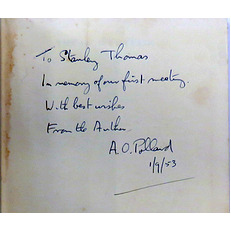 To Stanley Thomas
In memory of our first meeting.
With best wishes
From the Author.
A.O. Pollard
1/9/53